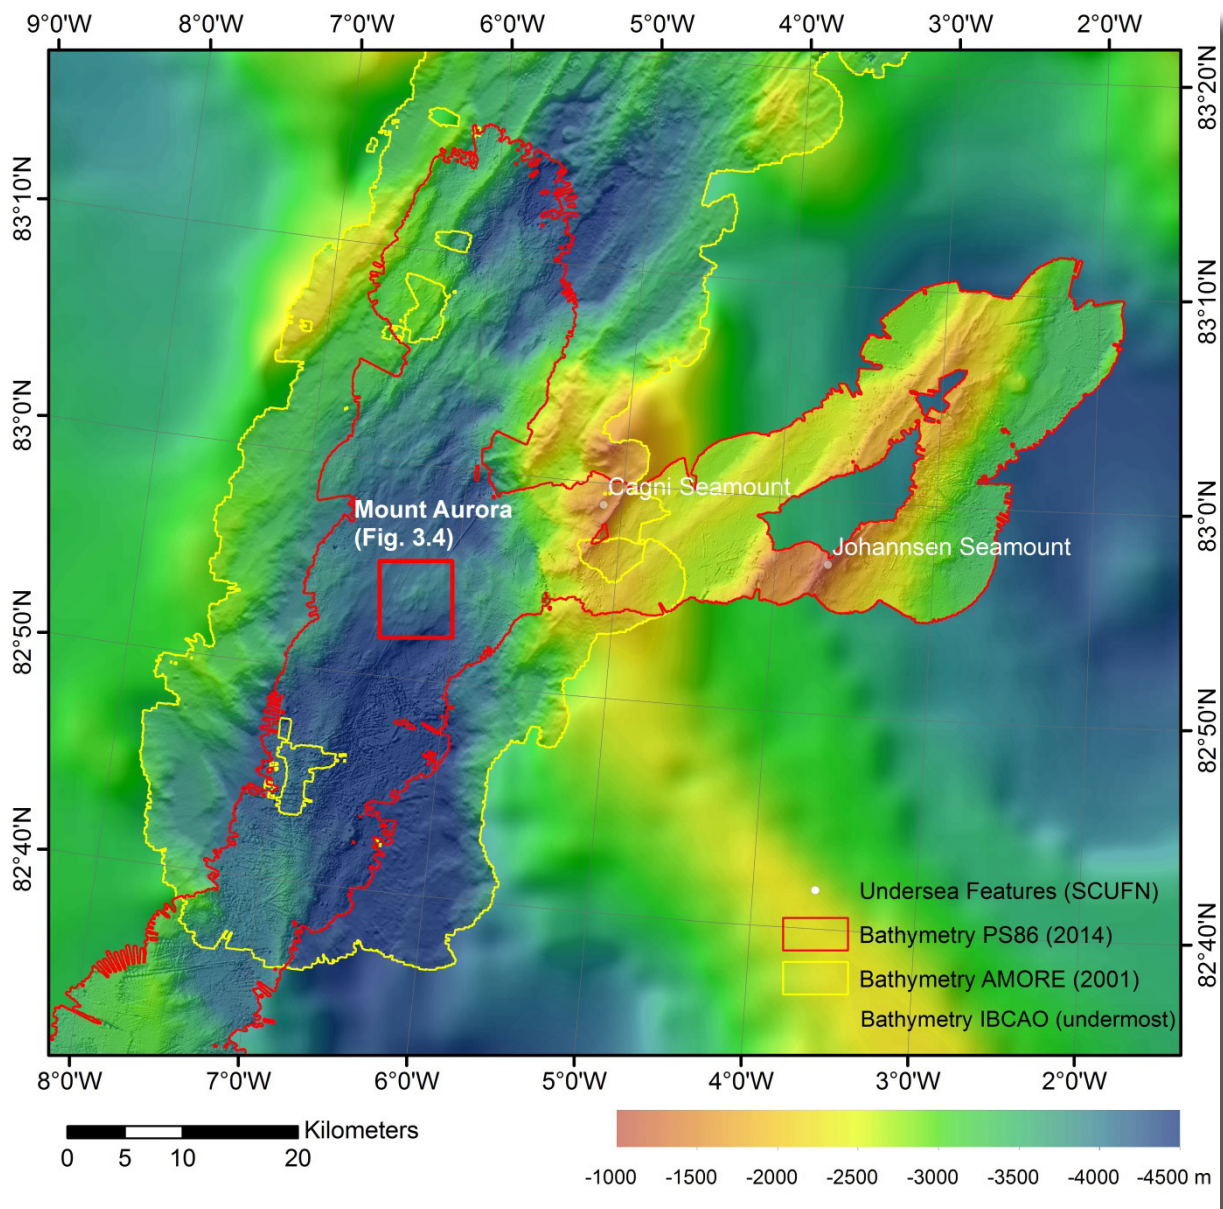 9°0'W 8°0'W 7°0'W 6°0'W 5°0'W 4°0'W 3°0'W 2°0'W
83°20'N
83°10'N
83°10'N
83°0'N
Cagni Seamount
Mount Aurora
(Fig. 3.4)
83°0'N
Johannsen Seamount
82°50'N
82°50'N
82°40'N
Undersea Features (SCUFN)
Bathymetry PS86 (2014)
82°40'N
Bathymetry AMORE (2001)
Bathymetry IBCAO (undermost)
8°0'W 7°0'W 6°0'W 5°0'W 4°0'W 3°0'W 2°0'W
Kilometers
0 5 10 20
-1000 -1500 -2000 -2500 -3000 -3500 -4000 -4500 m